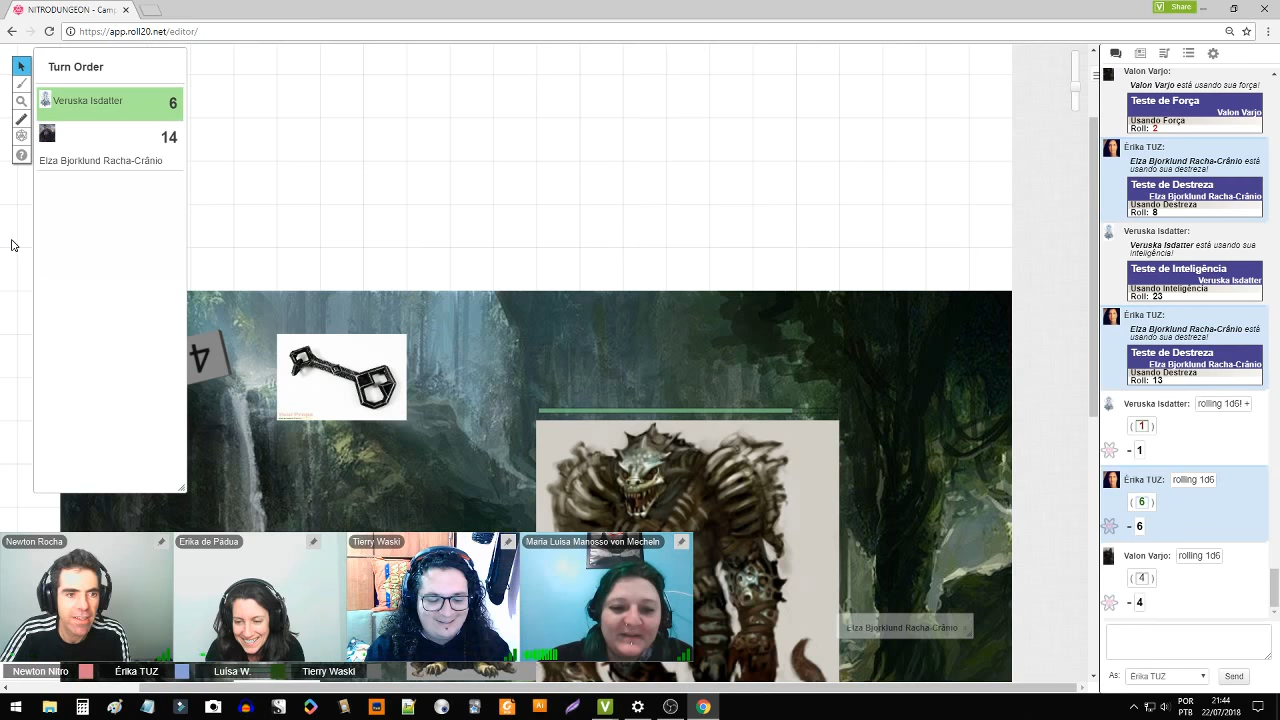 NITRODUNGEON - Cam
Share
https://app.roll20.net/editor/
Turn Order
Veruska Isdatter
6
14
Elza Bjorklund Racha-Crânio
4
Valon Varjo:
Valon Varjo está usando sua força!
Teste de Força
Valon Varjo
Usando Força
Roll: 2
Érika TUZ:
Elza Bjorklund Racha-Crânio está
usando sua destreza!
Teste de Destreza
Elza Bjorklund Racha-Crânio
Usando Destreza
Roll: 8
Veruska Isdatter:
Veruska Isdatter está usando sua
inteligência!
Teste de Inteligência
Veruska Isdatter
Usando Inteligência
Roll: 23
Érika TUZ:
Elza Bjorklund Racha-Crânio está
usando sua destreza!
Teste de Destreza
Elza Bjorklund Racha-Crânio
Usando Destreza
Roll: 13
Veruska Isdatter: rolling 1d6! +
(1)
= 1
Érika TUZ: rolling 1d6
(6)
= 6
Valon Varjo: rolling 1d6
(4)
= 4
Elza Bjorklund Racha-Crânio
Newton Rocha
Erika de Pádua
Tierry Waski
Maria Luísa Manosso von Mecheln
Newton Nitro
Érika TUZ
Luísa W.
Tierry Waski
As: Érika TUZ
Send
POR
PTB
21:44
22/07/2018